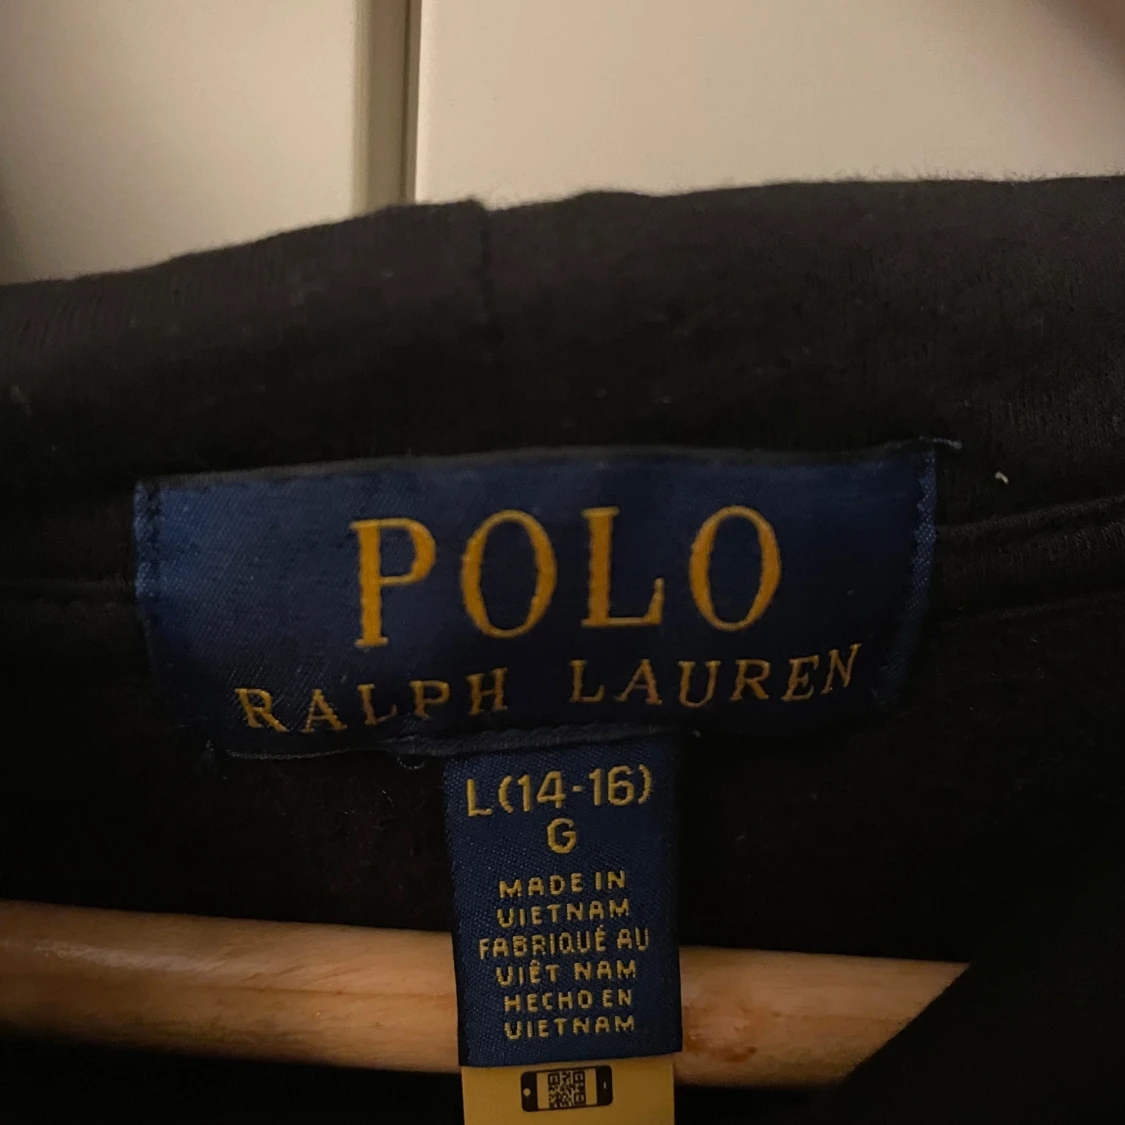 POLO
RALPH LAUREN
L(14-16)
G
MADE IN
VIETNAM
FABRIQUÉ AU
VIÊT NAM
HECHO EN
VIETNAM